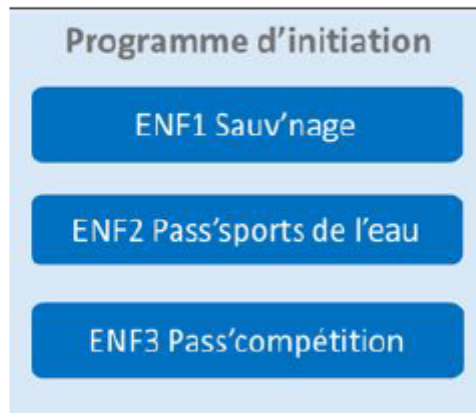 Programme d’initiation
ENF1 Sauv’nage
ENF2 Pass’sports de l’eau
ENF3 Pass’compétition